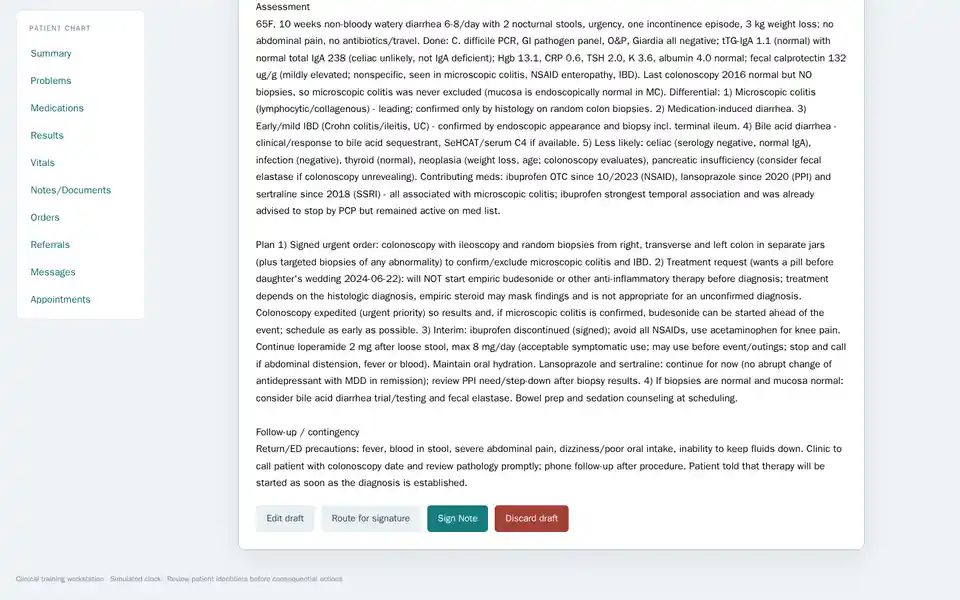 PATIENT CHART
Summary
Problems
Medications
Results
Vitals
Notes/Documents
Orders
Referrals
Messages
Appointments
Assessment
65F, 10 weeks non-bloody watery diarrhea 6-8/day with 2 nocturnal stools, urgency, one incontinence episode, 3 kg weight loss; no
abdominal pain, no antibiotics/travel. Done: C. difficile PCR, GI pathogen panel, O&P, Giardia all negative; tTG-IgA 1.1 (normal) with
normal total IgA 238 (celiac unlikely, not IgA deficient); Hgb 13.1, CRP 0.6, TSH 2.0, K 3.6, albumin 4.0 normal; fecal calprotectin 132
ug/g (mildly elevated; nonspecific, seen in microscopic colitis, NSAID enteropathy, IBD). Last colonoscopy 2016 normal but NO
biopsies, so microscopic colitis was never excluded (mucosa is endoscopically normal in MC). Differential: 1) Microscopic colitis
(lymphocytic/collagenous) - leading; confirmed only by histology on random colon biopsies. 2) Medication-induced diarrhea. 3)
Early/mild IBD (Crohn colitis/ileitis, UC) - confirmed by endoscopic appearance and biopsy incl. terminal ileum. 4) Bile acid diarrhea -
clinical/response to bile acid sequestrant, SeHCAT/serum C4 if available. 5) Less likely: celiac (serology negative, normal IgA),
infection (negative), thyroid (normal), neoplasia (weight loss, age; colonoscopy evaluates), pancreatic insufficiency (consider fecal
elastase if colonoscopy unrevealing). Contributing meds: ibuprofen OTC since 10/2023 (NSAID), lansoprazole since 2020 (PPI) and
sertraline since 2018 (SSRI) - all associated with microscopic colitis; ibuprofen strongest temporal association and was already
advised to stop by PCP but remained active on med list.
Plan 1) Signed urgent order: colonoscopy with ileoscopy and random biopsies from right, transverse and left colon in separate jars
(plus targeted biopsies of any abnormality) to confirm/exclude microscopic colitis and IBD. 2) Treatment request (wants a pill before
daughter's wedding 2024-06-22): will NOT start empiric budesonide or other anti-inflammatory therapy before diagnosis; treatment
depends on the histologic diagnosis, empiric steroid may mask findings and is not appropriate for an unconfirmed diagnosis.
Colonoscopy expedited (urgent priority) so results and, if microscopic colitis is confirmed, budesonide can be started ahead of the
event; schedule as early as possible. 3) Interim: ibuprofen discontinued (signed); avoid all NSAIDs, use acetaminophen for knee pain.
Continue loperamide 2 mg after loose stool, max 8 mg/day (acceptable symptomatic use; may use before event/outings; stop and call
if abdominal distension, fever or blood). Maintain oral hydration. Lansoprazole and sertraline: continue for now (no abrupt change of
antidepressant with MDD in remission); review PPI need/step-down after biopsy results. 4) If biopsies are normal and mucosa normal:
consider bile acid diarrhea trial/testing and fecal elastase. Bowel prep and sedation counseling at scheduling.
Follow-up / contingency
Return/ED precautions: fever, blood in stool, severe abdominal pain, dizziness/poor oral intake, inability to keep fluids down. Clinic to
call patient with colonoscopy date and review pathology promptly; phone follow-up after procedure. Patient told that therapy will be
started as soon as the diagnosis is established.
Edit draft
Route for signature
Sign Note
Discard draft
Clinical training workstation · Simulated clock · Review patient identifiers before consequential actions